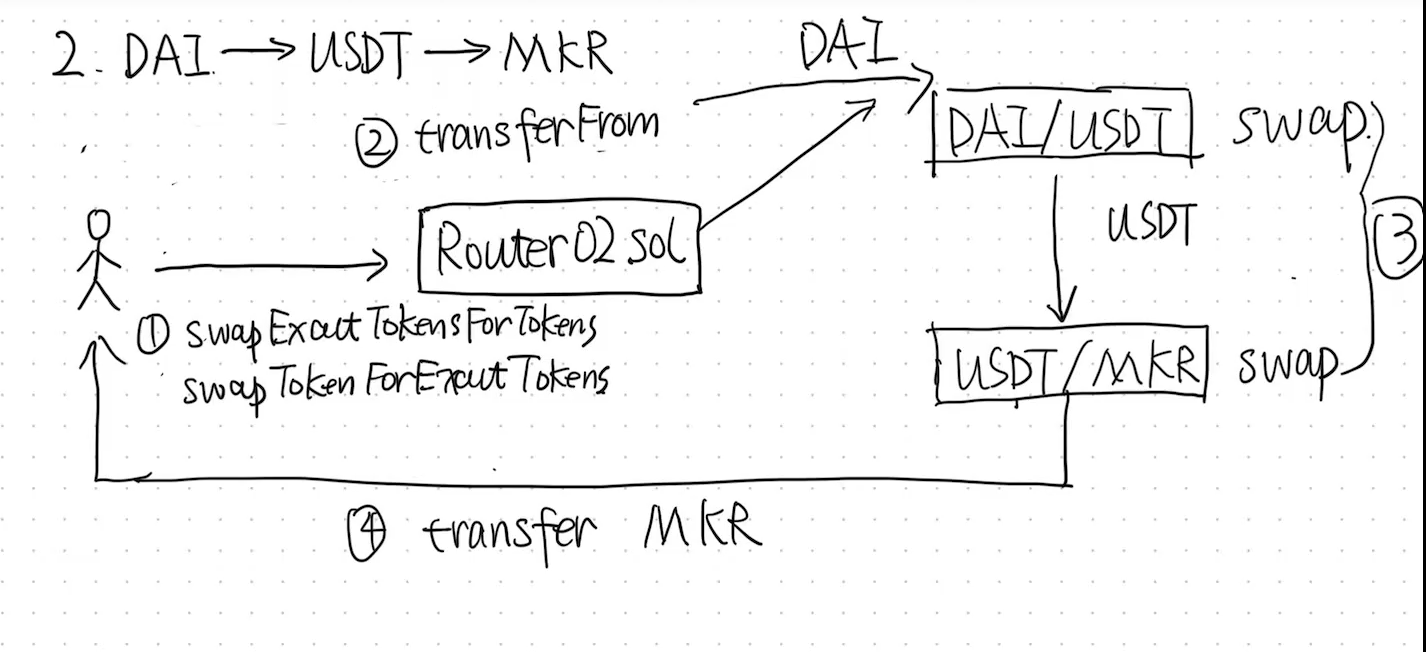 2. DAI → USDT → MKR
DAI
② transferFrom
DAI/USDT
swap
Router02 sol
USDT
③
① swapExactTokensForTokens
swapTokenForExactTokens
USDT/MKR
swap
④ transfer MKR